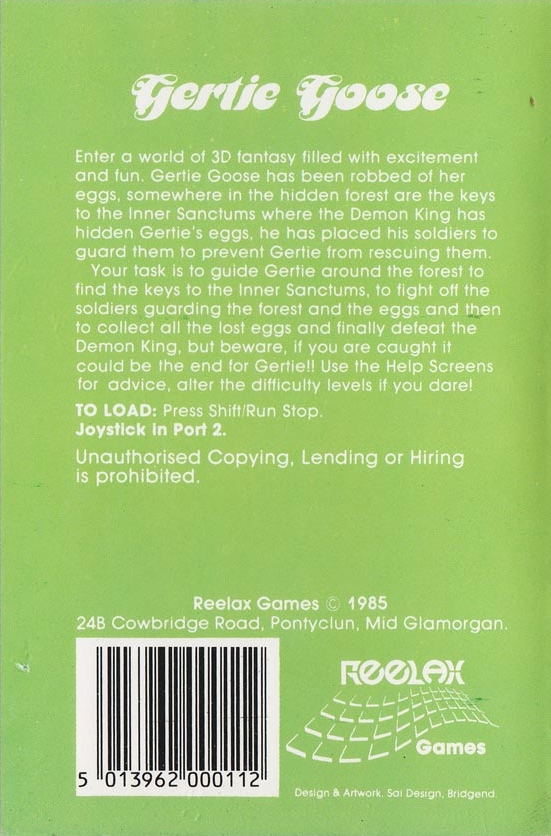 Gertie Goose
Enter a world of 3D fantasy filled with excitement
and fun. Gertie Goose has been robbed of her
eggs, somewhere in the hidden forest are the keys
to the Inner Sanctums where the Demon King has
hidden Gertie's eggs, he has placed his soldiers to
guard them to prevent Gertie from rescuing them.
Your task is to guide Gertie around the forest to
find the keys to the Inner Sanctums, to fight off the
soldiers guarding the forest and the eggs and then
to collect all the lost eggs and finally defeat the
Demon King, but beware, if you are caught it
could be the end for Gertie!! Use the Help Screens
for advice, alter the difficulty levels if you dare!
TO LOAD: Press Shift/Run Stop.
Joystick in Port 2.
Unauthorised Copying, Lending or Hiring
is prohibited.
Reelax Games © 1985
24B Cowbridge Road, Pontyclun, Mid Glamorgan.
REELAX
Games
5 013962 000112
Design & Artwork. Sai Design, Bridgend.